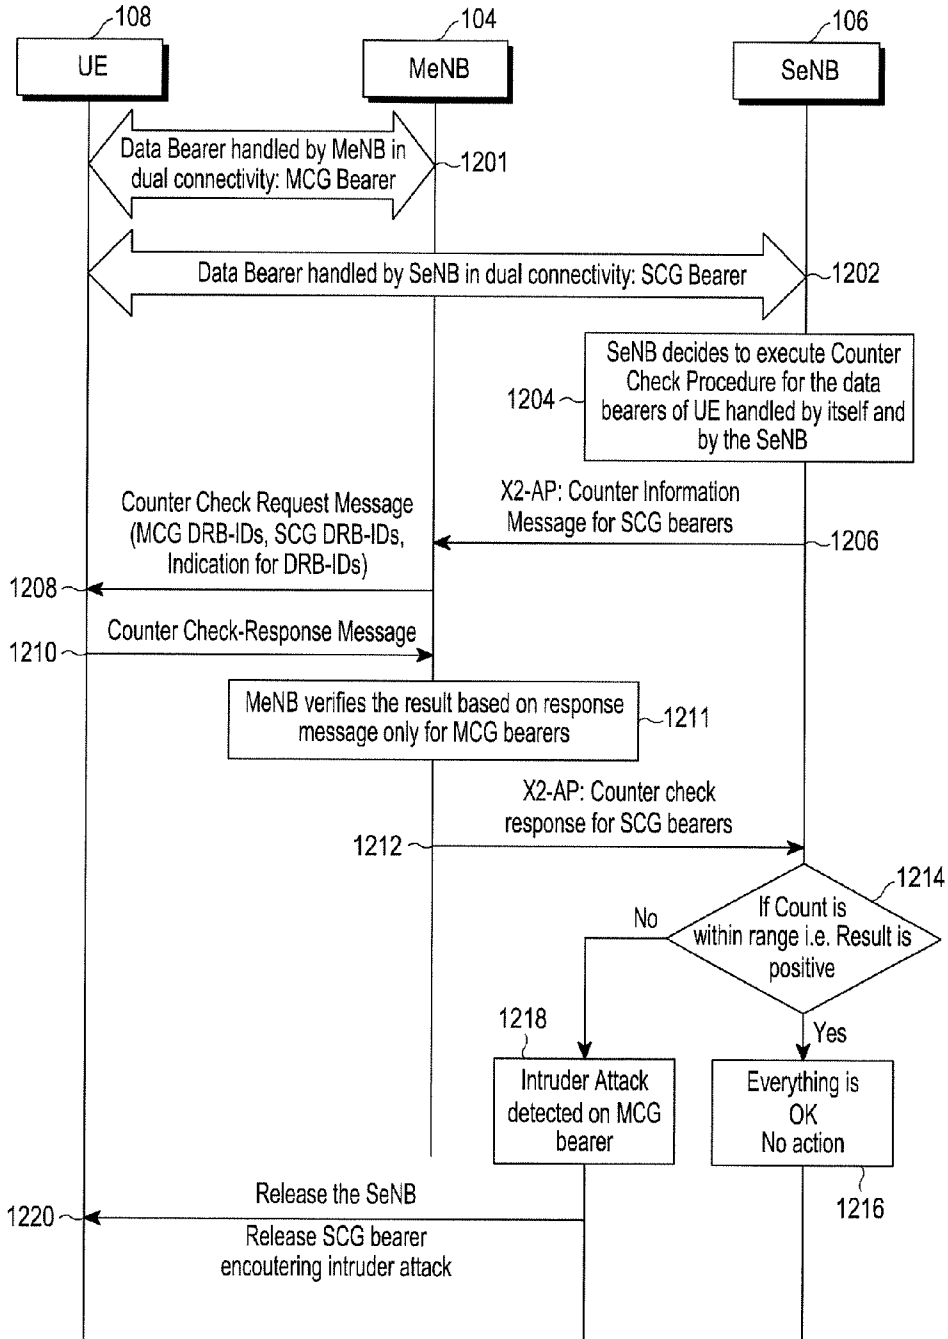 108
104
106
UE
MeNB
SeNB
Data Bearer handled by MeNB in
dual connectivity: MCG Bearer
1201
Data Bearer handled by SeNB in dual connectivity: SCG Bearer
1202
SeNB decides to execute Counter
Check Procedure for the data
bearers of UE handled by itself and
by the SeNB
1204
X2-AP: Counter Information
Message for SCG bearers
1206
Counter Check Request Message
(MCG DRB-IDs, SCG DRB-IDs,
Indication for DRB-IDs)
1208
Counter Check-Response Message
1210
MeNB verifies the result based on response
message only for MCG bearers
1211
X2-AP: Counter check
response for SCG bearers
1212
1214
If Count is
within range i.e. Result is
positive
No
Yes
1218
Intruder Attack
detected on MCG
bearer
Everything is
OK
No action
1216
Release the SeNB
1220
Release SCG bearer
encoutering intruder attack